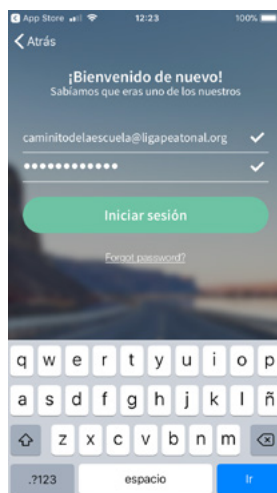 App Store 12:23 100%
Atrás
¡Bienvenido de nuevo!
Sabíamos que eras uno de los nuestros
caminitodelaescuela@ligapeatonal.org
Iniciar sesión
Forgot password?
q w e r t y u i o p
a s d f g h j k l ñ
z x c v b n m
.?123 espacio Ir